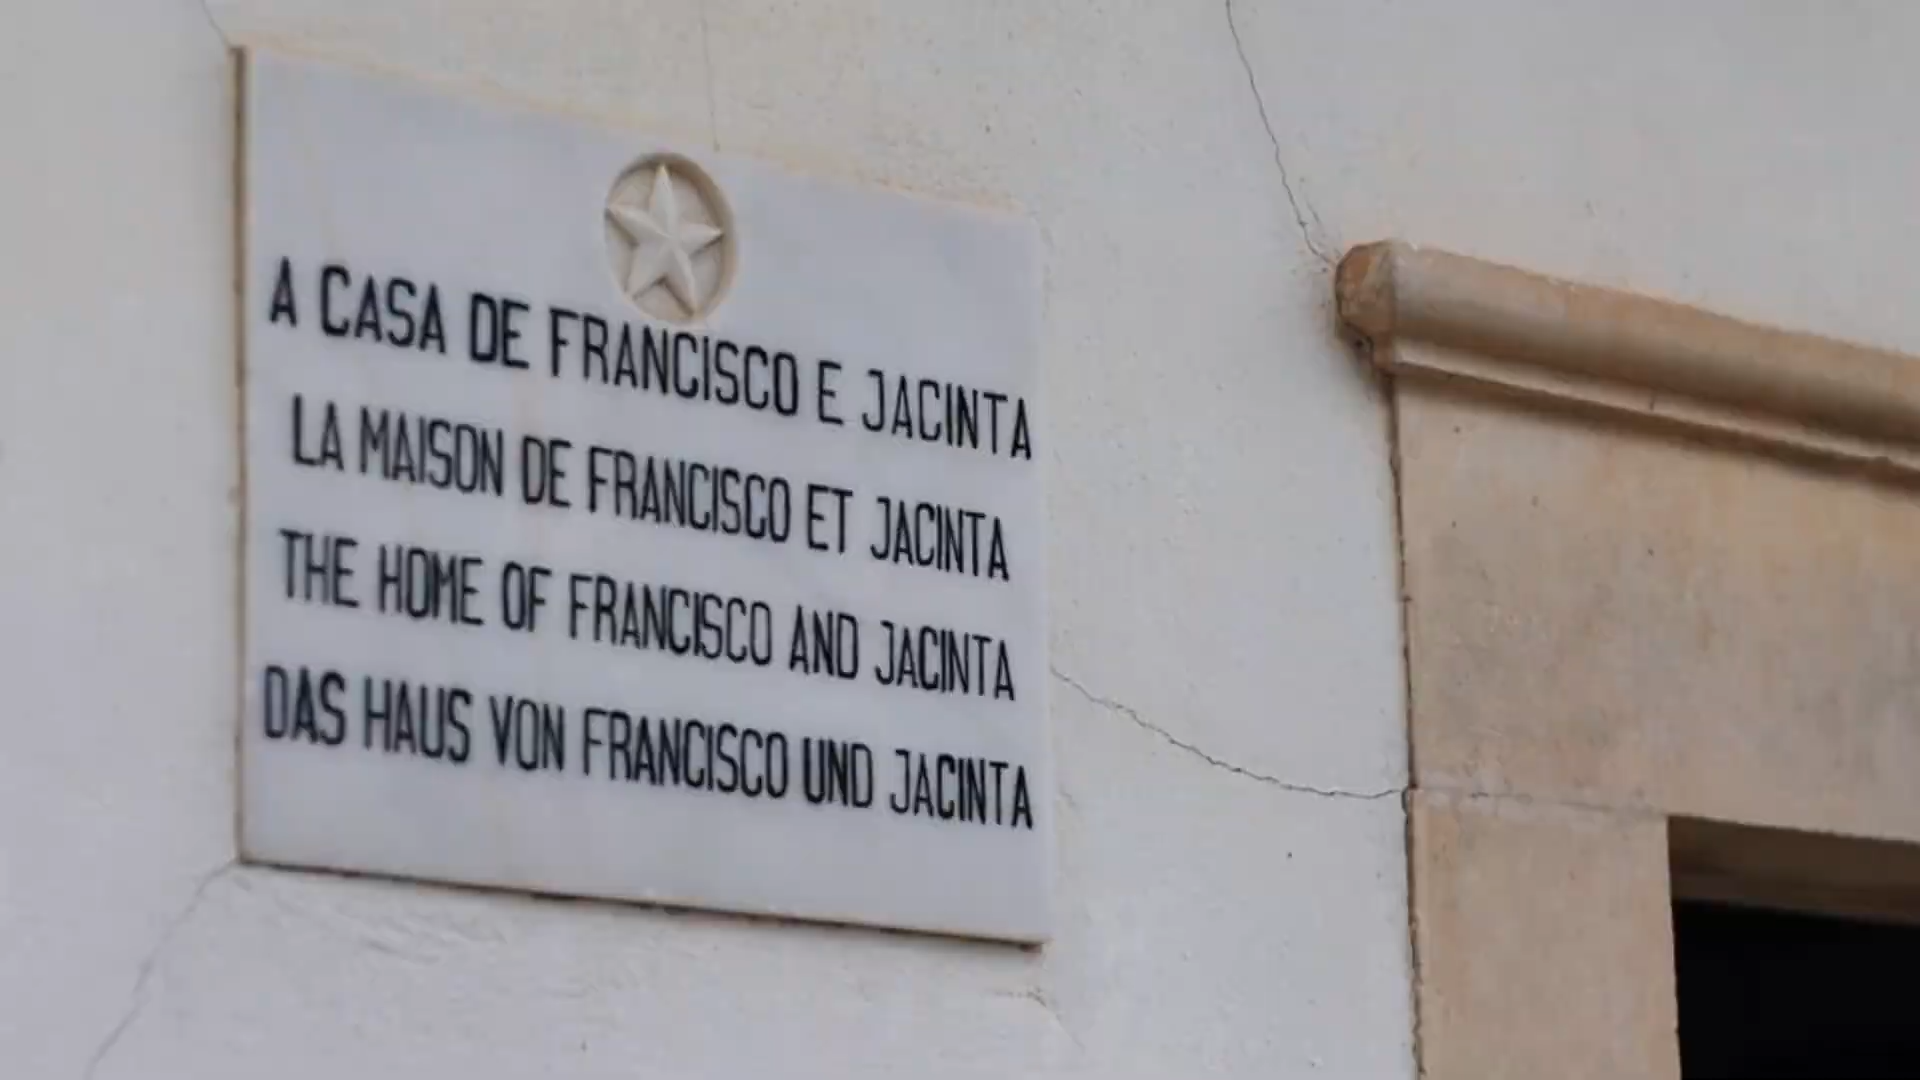 A CASA DE FRANCISCO E JACINTA
LA MAISON DE FRANCISCO ET JACINTA
THE HOME OF FRANCISCO AND JACINTA
DAS HAUS VON FRANCISCO UND JACINTA